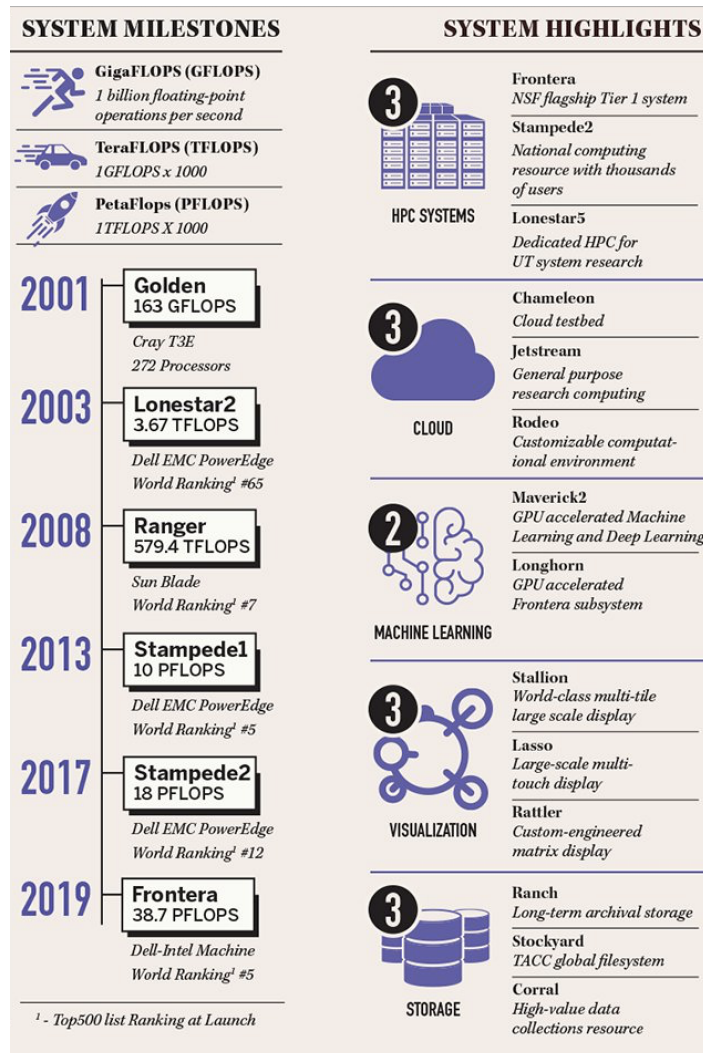 SYSTEM MILESTONES
GigaFLOPS (GFLOPS)
1 billion floating-point
operations per second
TeraFLOPS (TFLOPS)
1GFLOPS x 1000
PetaFlops (PFLOPS)
1TFLOPS X 1000
2001
Golden
163 GFLOPS
Cray T3E
272 Processors
2003
Lonestar2
3.67 TFLOPS
Dell EMC PowerEdge
World Ranking¹ #65
2008
Ranger
579.4 TFLOPS
Sun Blade
World Ranking¹ #7
2013
Stampede1
10 PFLOPS
Dell EMC PowerEdge
World Ranking¹ #5
2017
Stampede2
18 PFLOPS
Dell EMC PowerEdge
World Ranking¹ #12
2019
Frontera
38.7 PFLOPS
Dell-Intel Machine
World Ranking¹ #5
¹ - Top500 list Ranking at Launch
SYSTEM HIGHLIGHTS
3
HPC SYSTEMS
Frontera
NSF flagship Tier 1 system
Stampede2
National computing
resource with thousands
of users
Lonestar5
Dedicated HPC for
UT system research
3
CLOUD
Chameleon
Cloud testbed
Jetstream
General purpose
research computing
Rodeo
Customizable computat-
ional environment
2
MACHINE LEARNING
Maverick2
GPU accelerated Machine
Learning and Deep Learning
Longhorn
GPU accelerated
Frontera subsystem
3
VISUALIZATION
Stallion
World-class multi-tile
large scale display
Lasso
Large-scale multi-
touch display
Rattler
Custom-engineered
matrix display
3
STORAGE
Ranch
Long-term archival storage
Stockyard
TACC global filesystem
Corral
High-value data
collections resource